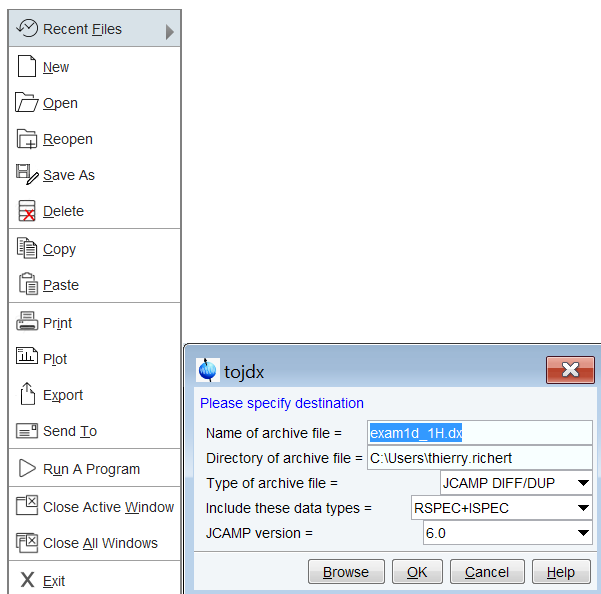 Recent Files
New
Open
Reopen
Save As
Delete
Copy
Paste
Print
Plot
Export
Send To
Run A Program
Close Active Window
Close All Windows
Exit
tojdx
Please specify destination
Name of archive file = exam1d_1H.dx
Directory of archive file = C:\Users\thierry.richert
Type of archive file = JCAMP DIFF/DUP
Include these data types = RSPEC+ISPEC
JCAMP version = 6.0
Browse OK Cancel Help